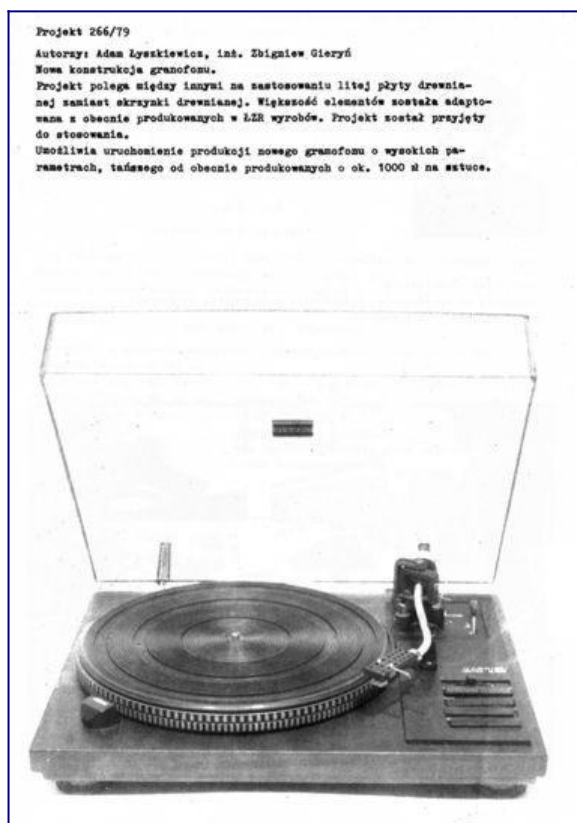 Projekt 266/79
Autorzy: Adam Łyszkiewicz, inż. Zbigniew Gieryń
Nowa konstrukcja gramofonu.
Projekt polega między innymi na zastosowaniu litej płyty drewnia-
nej zamiast skrzynki drewnianej. Większość elementów została adapto-
wana z obecnie produkowanych w ŁZR wyrobów. Projekt został przyjęty
do stosowania.
Umożliwia uruchomienie produkcji nowego gramofonu o wysokich pa-
rametrach, tańszego od obecnie produkowanych o ok. 1000 zł na sztuce.